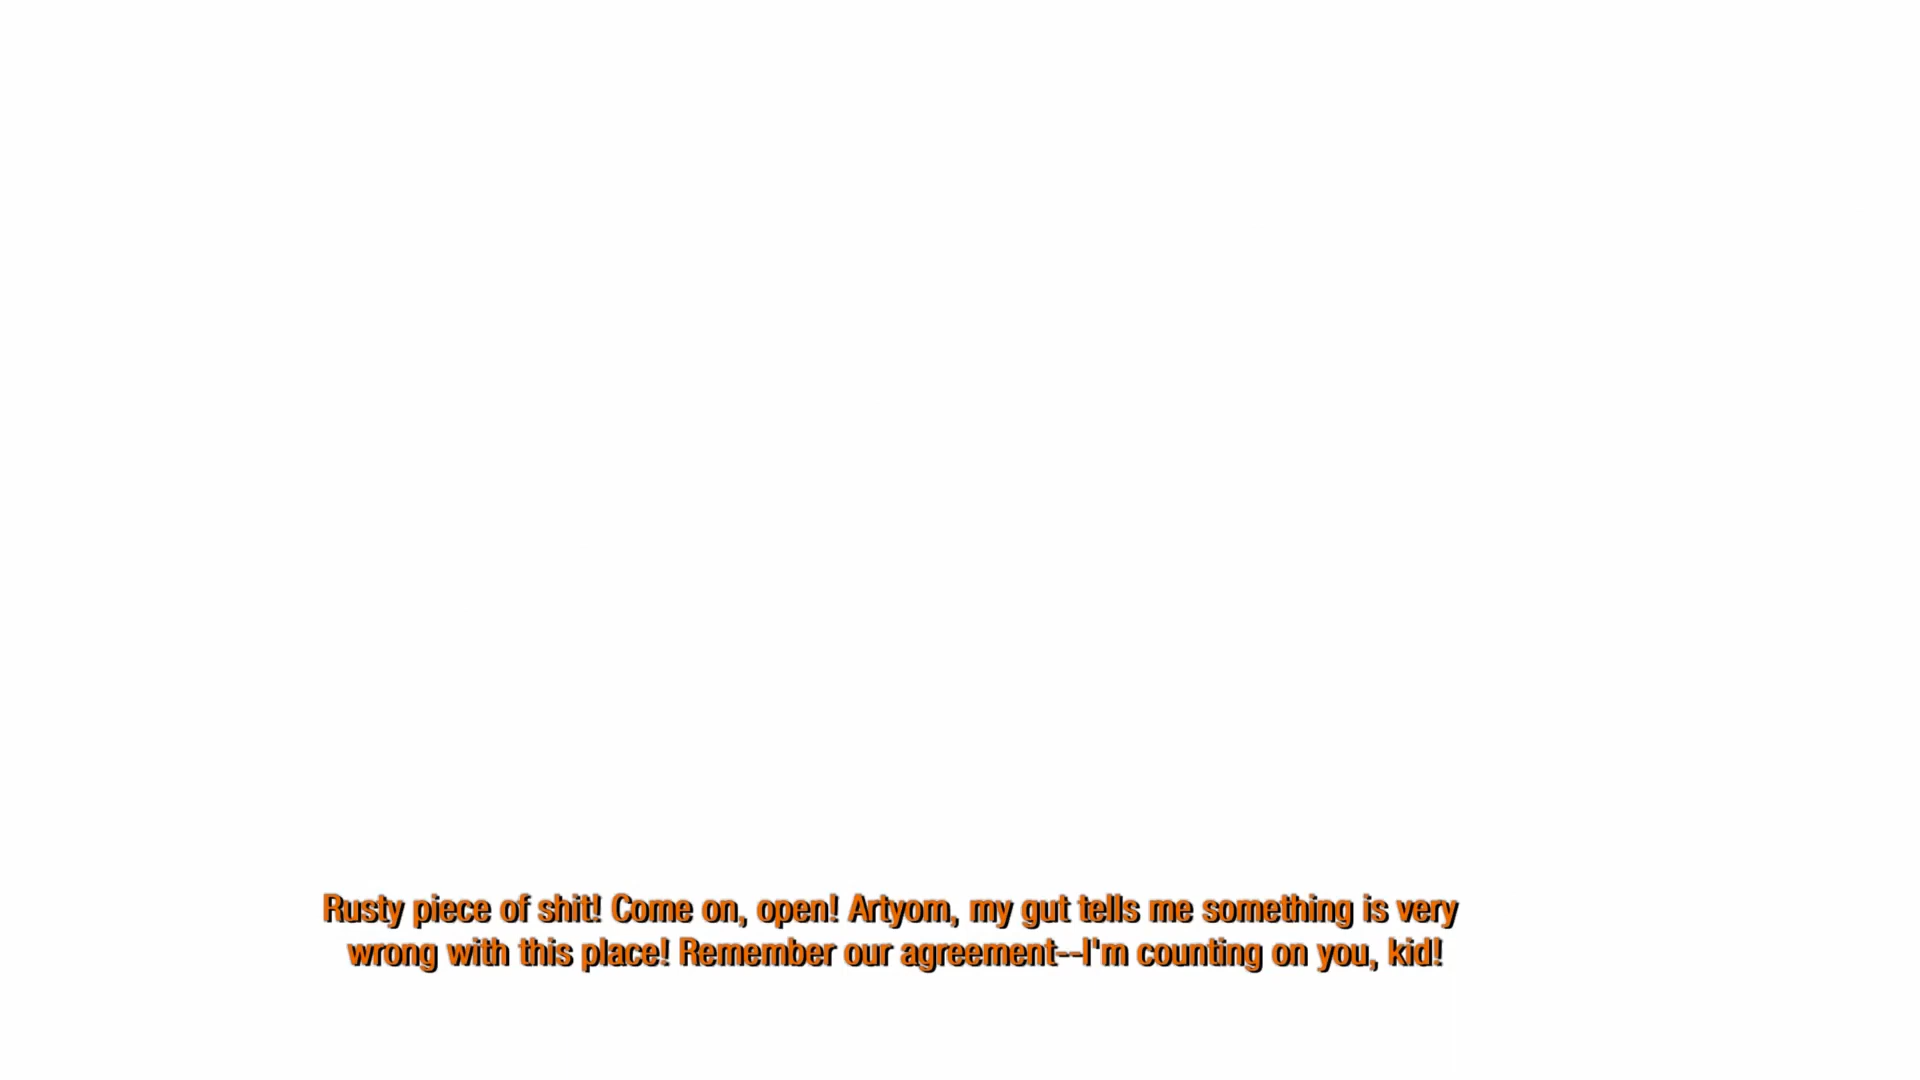 Rusty piece of shit! Come on, open! Artyom, my gut tells me something is very
wrong with this place! Remember our agreement--I'm counting on you, kid!